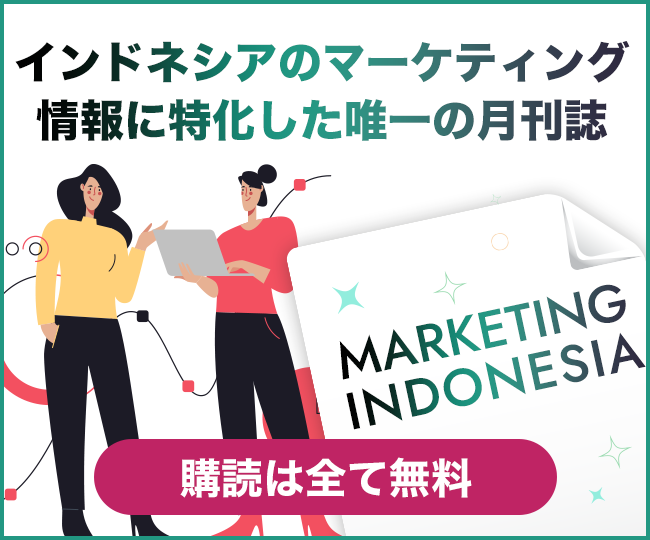 インドネシアのマーケティング
情報に特化した唯一の月刊誌
MARKETING
INDONESIA
購読は全て無料